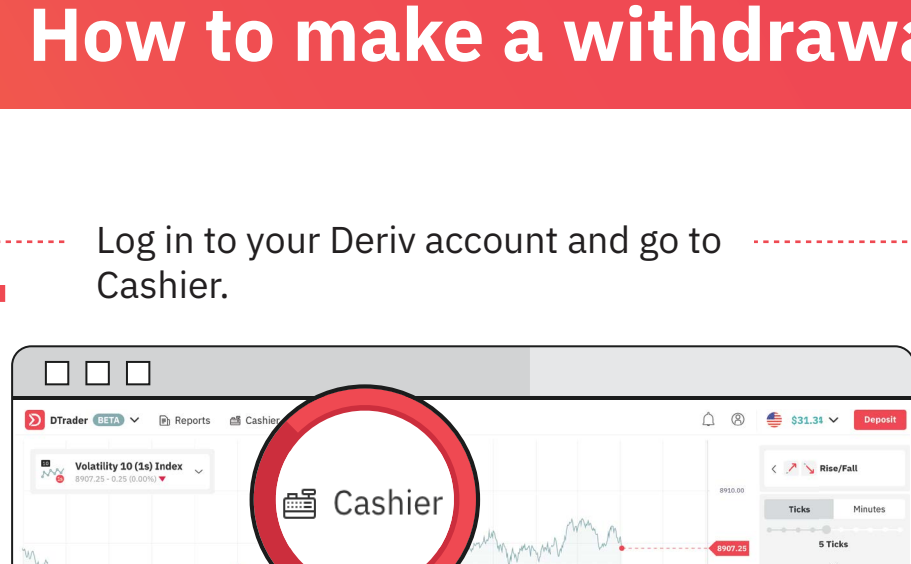 How to make a withdrawa
Log in to your Deriv account and go to
Cashier.
DTrader BETA Reports Cashier $31.34 Deposit
Volatility 10 (1s) Index
8907.25 - 0.25 (0.00%)
Rise/Fall
8910.00
Ticks Minutes
Cashier
5 Ticks
8907.25